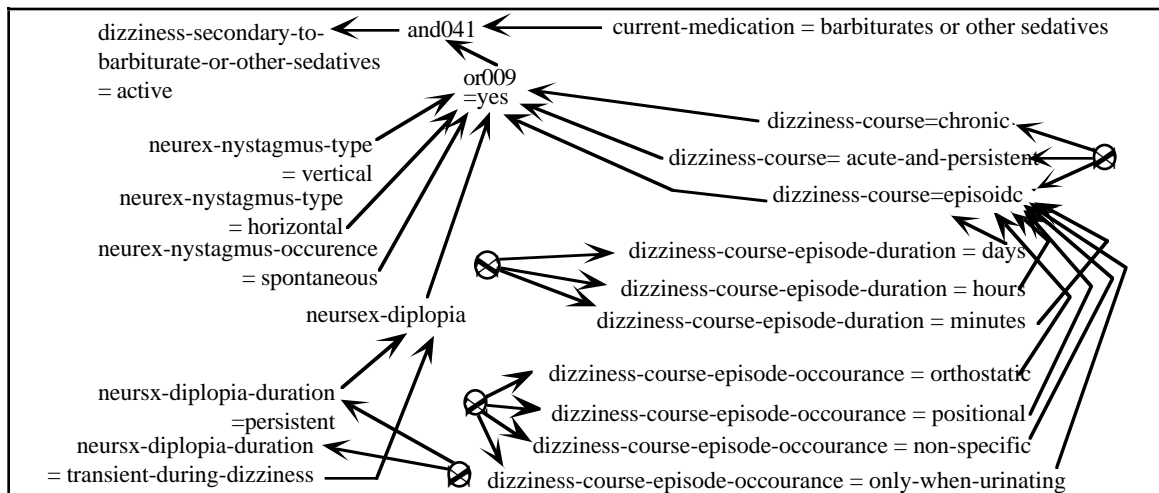 dizziness-secondary-to-
barbiturate-or-other-sedatives
= active
and041
current-medication = barbiturates or other sedatives
or009
=yes
dizziness-course=chronic
neurex-nystagmus-type
= vertical
dizziness-course= acute-and-persistent
neurex-nystagmus-type
= horizontal
dizziness-course=episoidc
neurex-nystagmus-occurence
= spontaneous
dizziness-course-episode-duration = days
dizziness-course-episode-duration = hours
neursex-diplopia
dizziness-course-episode-duration = minutes
neursx-diplopia-duration
=persistent
dizziness-course-episode-occourance = orthostatic
dizziness-course-episode-occourance = positional
neursx-diplopia-duration
= transient-during-dizziness
dizziness-course-episode-occourance = non-specific
dizziness-course-episode-occourance = only-when-urinating